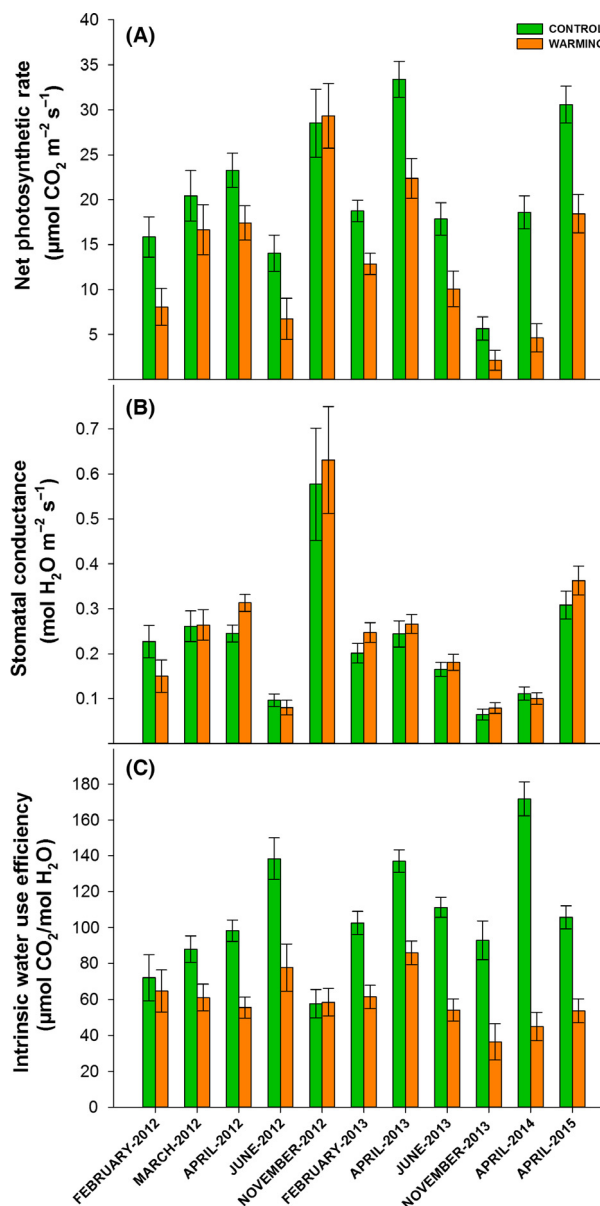 (A)
CONTROL
WARMING
Net photosynthetic rate
(µmol CO₂ m⁻² s⁻¹)
40
35
30
25
20
15
10
5
(B)
Stomatal conductance
(mol H₂O m⁻² s⁻¹)
0.7
0.6
0.5
0.4
0.3
0.2
0.1
(C)
Intrinsic water use efficiency
(µmol CO₂/mol H₂O)
180
160
140
120
100
80
60
40
20
0
FEBRUARY-2012
MARCH-2012
APRIL-2012
JUNE-2012
NOVEMBER-2012
FEBRUARY-2013
APRIL-2013
JUNE-2013
NOVEMBER-2013
APRIL-2014
APRIL-2015